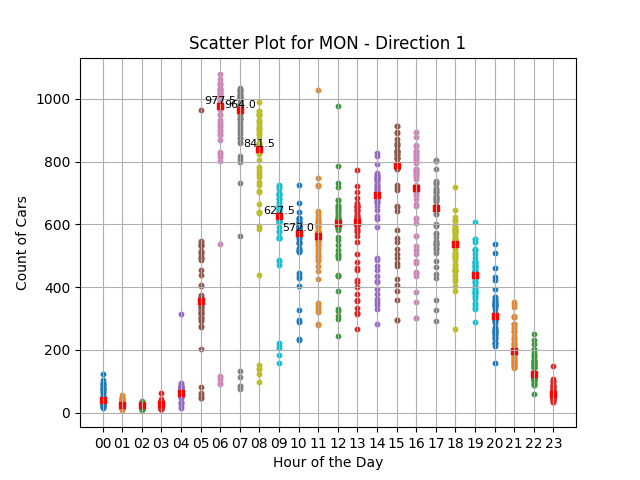 Scatter Plot for MON - Direction 1
Count of Cars
1000
800
600
400
200
0
977.5
964.0
841.5
627.5
572.0
00 01 02 03 04 05 06 07 08 09 10 11 12 13 14 15 16 17 18 19 20 21 22 23
Hour of the Day